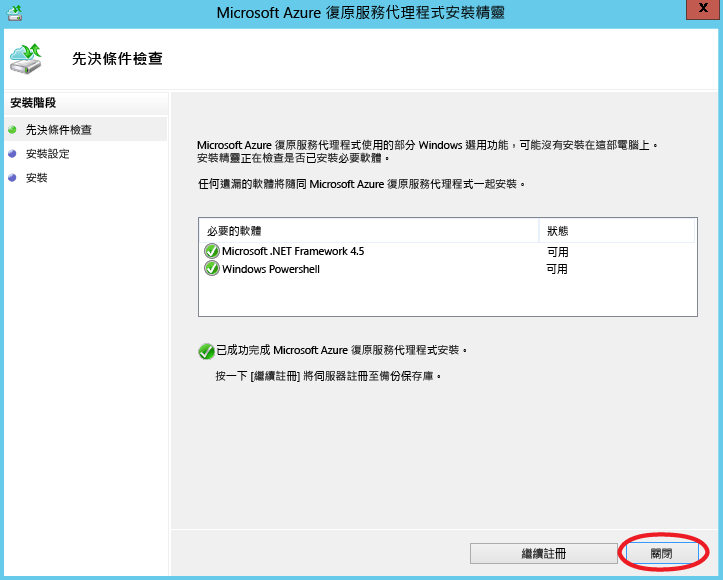 Microsoft Azure 復原服務代理程式安裝精靈
X
先決條件檢查
安裝階段
先決條件檢查
安裝設定
安裝
Microsoft Azure 復原服務代理程式使用的部分 Windows 選用功能，可能沒有安裝在這部電腦上。
安裝精靈正在檢查是否已安裝必要軟體。
任何遺漏的軟體將隨同 Microsoft Azure 復原服務代理程式一起安裝。
必要的軟體 狀態
Microsoft .NET Framework 4.5 可用
Windows Powershell 可用
已成功完成 Microsoft Azure 復原服務代理程式安裝。
按一下 [繼續註冊] 將伺服器註冊至備份保存庫。
繼續註冊 關閉